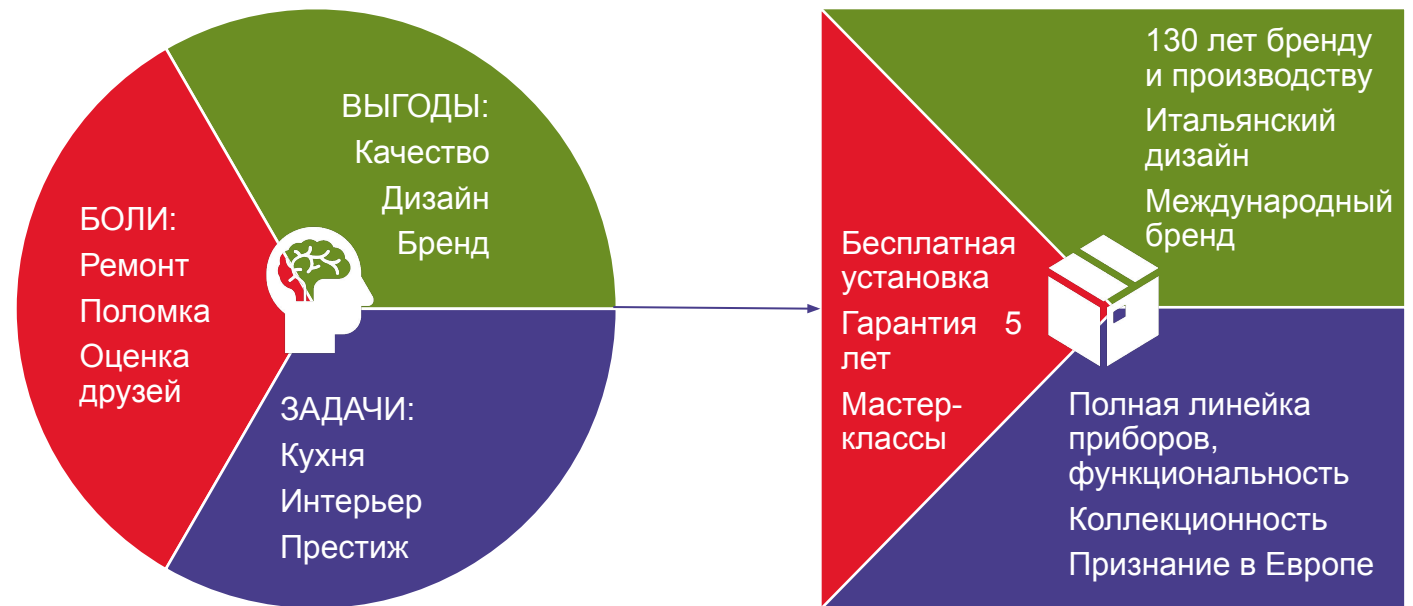 ВЫГОДЫ:
Качество
Дизайн
Бренд
БОЛИ:
Ремонт
Поломка
Оценка
друзей
ЗАДАЧИ:
Кухня
Интерьер
Престиж
130 лет бренду
и производству
Итальянский
дизайн
Международный
бренд
Бесплатная
установка
Гарантия 5
лет
Мастер-
классы
Полная линейка
приборов,
функциональность
Коллекционность
Признание в Европе